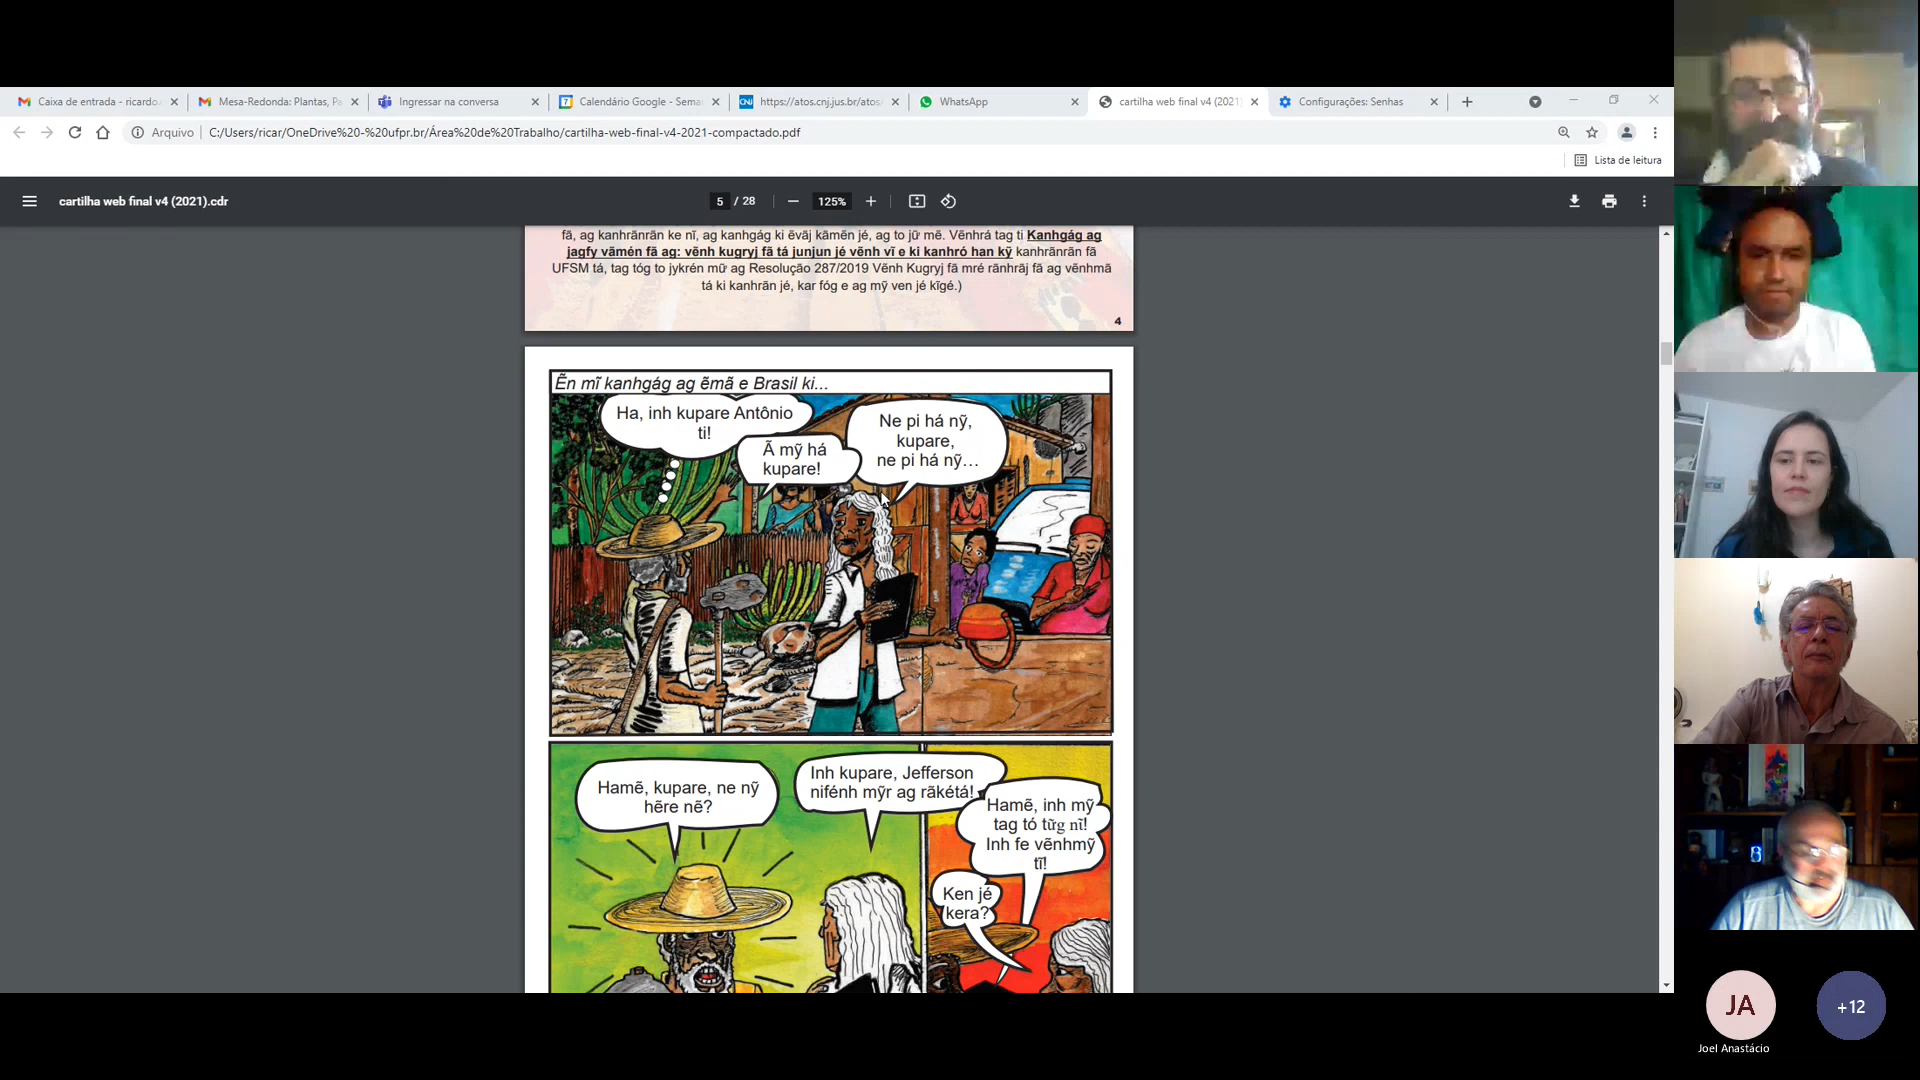 Caixa de entrada - ricardo.
Mesa-Redonda: Plantas, Pa
Ingressar na conversa
Calendário Google - Sema
CNJ
https://atos.cnj.jus.br/atos/
WhatsApp
cartilha web final v4 (2021)
Configurações: Senhas
Arquivo
C:/Users/ricar/OneDrive%20-%20ufpr.br/Área%20de%20Trabalho/cartilha-web-final-v4-2021-compactado.pdf
Lista de leitura
cartilha web final v4 (2021).cdr
5 / 28
125%
fã, ag kanhrãnrãn ke nĩ, ag kanhgág ki ẽvãj kãmẽn jé, ag to jũ mẽ. Vẽnhrá tag ti Kanhgág ag
jagfy vãmén fã ag: vẽnh kugryj fã tá junjun jé vẽnh vĩ e ki kanhró han kỹ kanhrãnrãn fã
UFSM tá, tag tóg to jykrén mũ ag Resolução 287/2019 Vẽnh Kugryj fã mré rãnhrãj fã ag vẽnhmã
tá ki kanhrãn jé, kar fóg e ag mỹ ven jé kĩgé.)
4
Ẽn mĩ kanhgág ag ẽmã e Brasil ki...
Ha, inh kupare Antônio
ti!
Ã mỹ há
kupare!
Ne pi há nỹ,
kupare,
ne pi há nỹ…
Hamẽ, kupare, ne nỹ
hẽre nẽ?
Inh kupare, Jefferson
nifénh mỹr ag rãkétá!
Hamẽ, inh mỹ
tag tó tũg nĩ!
Inh fe vẽnhmỹ
tĩ!
Ken jé
kera?
JA
Joel Anastácio
+12